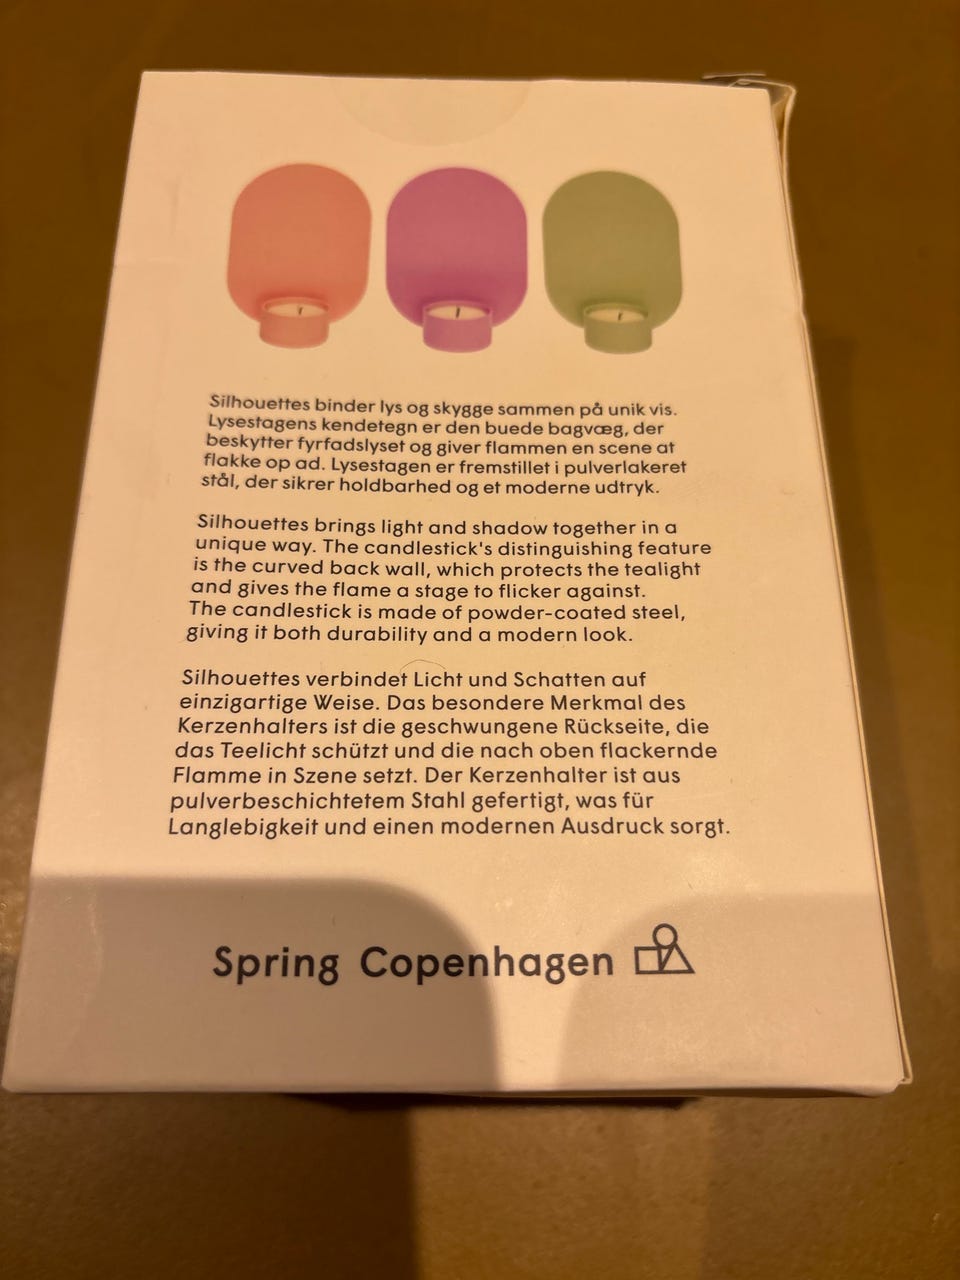 Silhouettes binder lys og skygge sammen på unik vis.
Lysestagens kendetegn er den buede bagvæg, der
beskytter fyrfadslyset og giver flammen en scene at
flakke op ad. Lysestagen er fremstillet i pulverlakeret
stål, der sikrer holdbarhed og et moderne udtryk.
Silhouettes brings light and shadow together in a
unique way. The candlestick's distinguishing feature
is the curved back wall, which protects the tealight
and gives the flame a stage to flicker against.
The candlestick is made of powder-coated steel,
giving it both durability and a modern look.
Silhouettes verbindet Licht und Schatten auf
einzigartige Weise. Das besondere Merkmal des
Kerzenhalters ist die geschwungene Rückseite, die
das Teelicht schützt und die nach oben flackernde
Flamme in Szene setzt. Der Kerzenhalter ist aus
pulverbeschichtetem Stahl gefertigt, was für
Langlebigkeit und einen modernen Ausdruck sorgt.
Spring Copenhagen